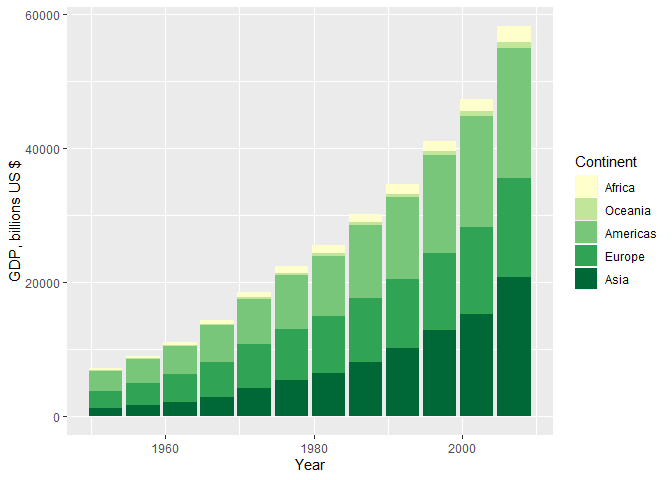 60000
40000
20000
0
GDP, billions US $
1960
1980
2000
Year
Continent
Africa
Oceania
Americas
Europe
Asia